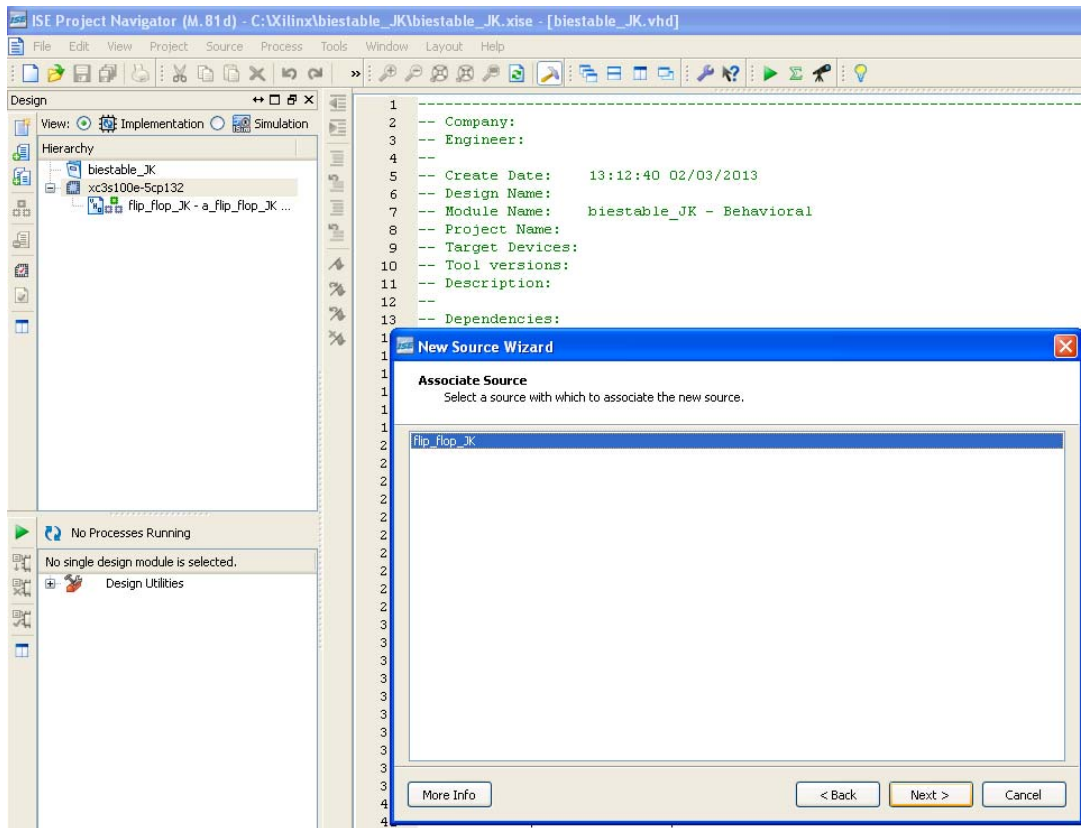 ISE Project Navigator (M.81d) - C:\Xilinx\biestable_JK\biestable_JK.xise - [biestable_JK.vhd]
File Edit View Project Source Process Tools Window Layout Help
Design
View: Implementation Simulation
Hierarchy
biestable_JK
xc3s100e-5cp132
flip_flop_JK - a_flip_flop_JK ...
No Processes Running
No single design module is selected.
Design Utilities
1 --------------------------------------------------------------------------------
2 -- Company:
3 -- Engineer:
4 --
5 -- Create Date: 13:12:40 02/03/2013
6 -- Design Name:
7 -- Module Name: biestable_JK - Behavioral
8 -- Project Name:
9 -- Target Devices:
10 -- Tool versions:
11 -- Description:
12 --
13 -- Dependencies:
New Source Wizard
Associate Source
Select a source with which to associate the new source.
flip_flop_JK
More Info
< Back
Next >
Cancel